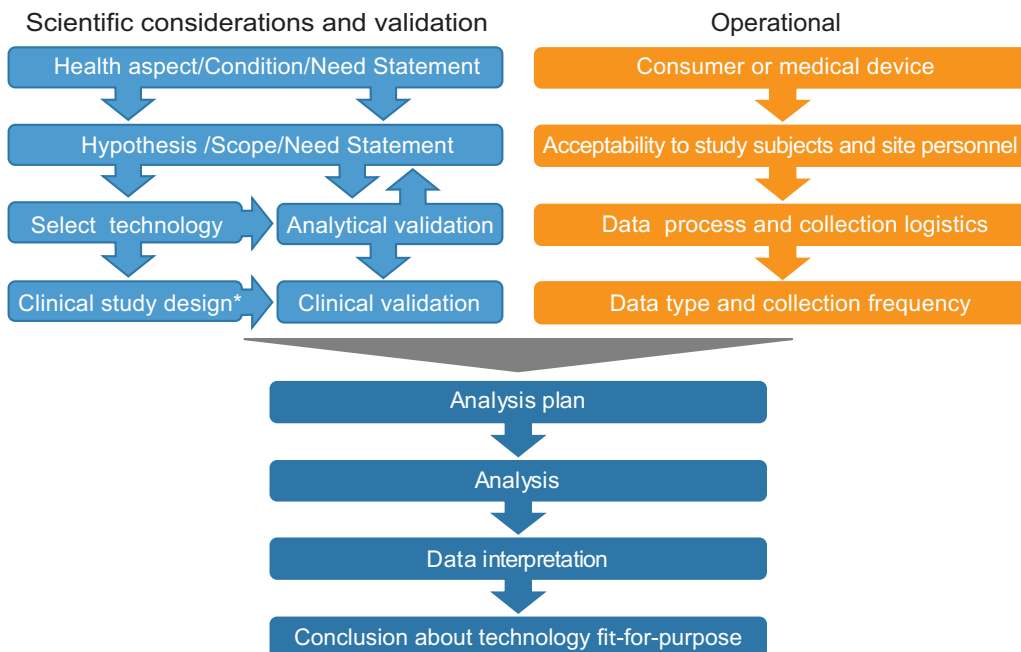 Scientific considerations and validation
Health aspect/Condition/Need Statement
Hypothesis /Scope/Need Statement
Select technology
Analytical validation
Clinical study design*
Clinical validation
Operational
Consumer or medical device
Acceptability to study subjects and site personnel
Data process and collection logistics
Data type and collection frequency
Analysis plan
Analysis
Data interpretation
Conclusion about technology fit-for-purpose